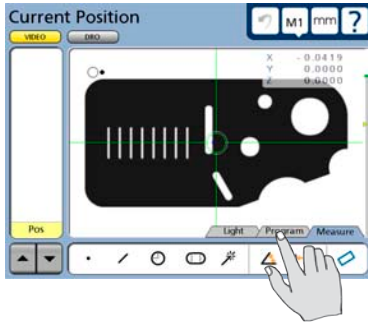 Current Position
M1 mm ?
VIDEO DRO
X - 0.0419
Y 0.0000
Z 0.0000
Pos
Light Program Measure